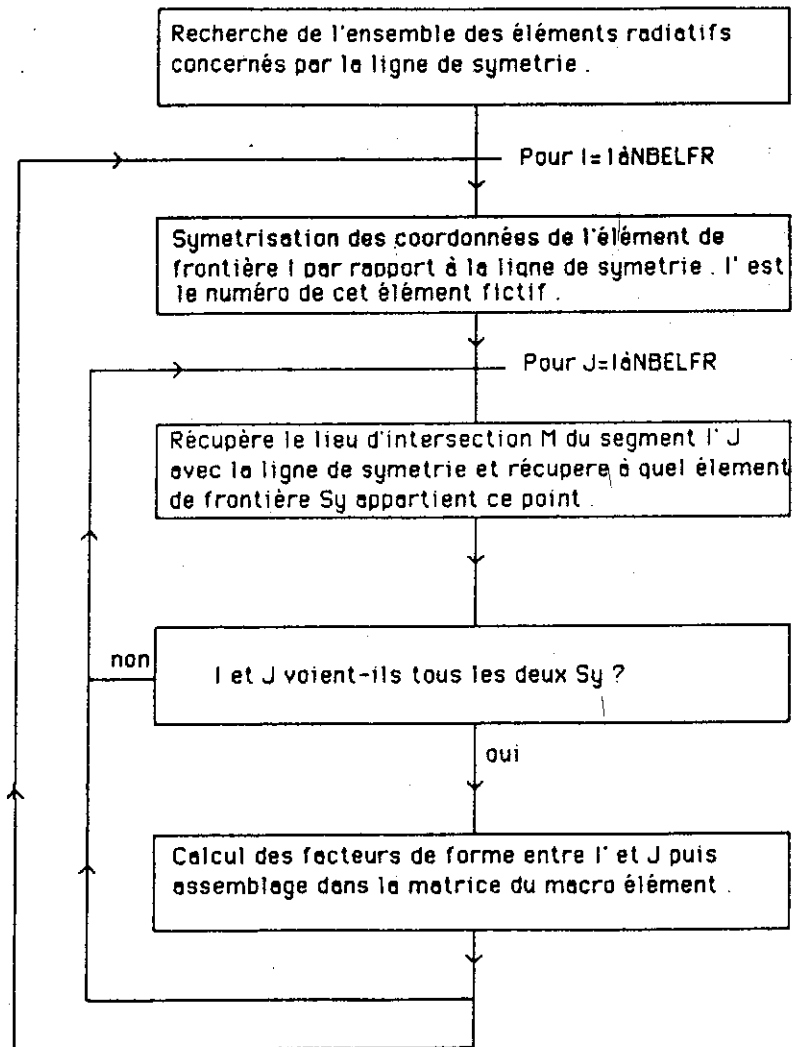 Recherche de l'ensemble des éléments radiatifs
concernés par la ligne de symetrie .
Pour I=1àNBELFR
Symetrisation des coordonnées de l'élément de
frontière I par rapport à la ligne de symetrie . I' est
le numéro de cet élément fictif .
Pour J=1àNBELFR
Récupère le lieu d'intersection M du segment I' J
avec la ligne de symetrie et récupere à quel élement
de frontière Sy appartient ce point .
non
I et J voient-ils tous les deux Sy ?
oui
Calcul des facteurs de forme entre I' et J puis
assemblage dans la matrice du macro élément .